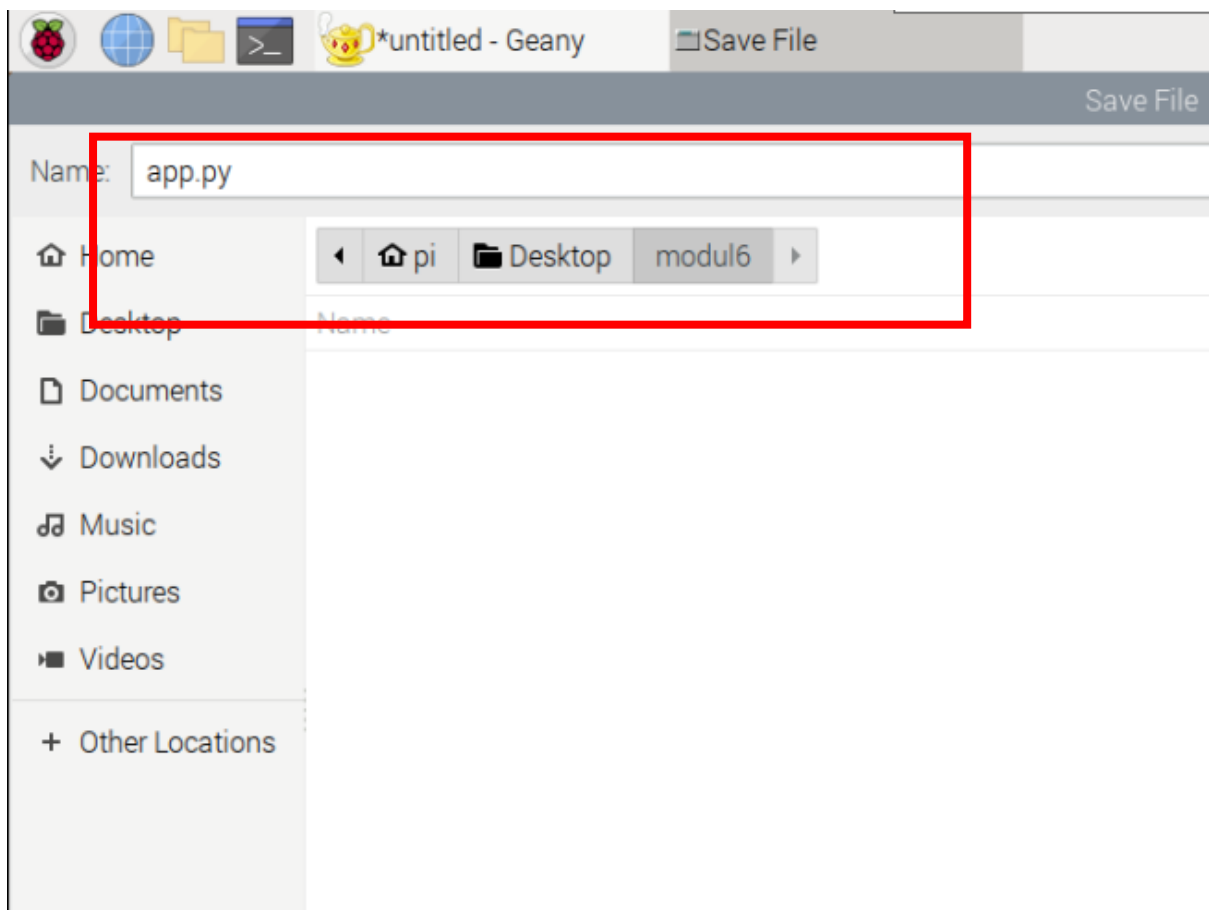 *untitled - Geany Save File
Save File
Name: app.py
Home pi Desktop modul6
Desktop Name
Documents
Downloads
Music
Pictures
Videos
+ Other Locations